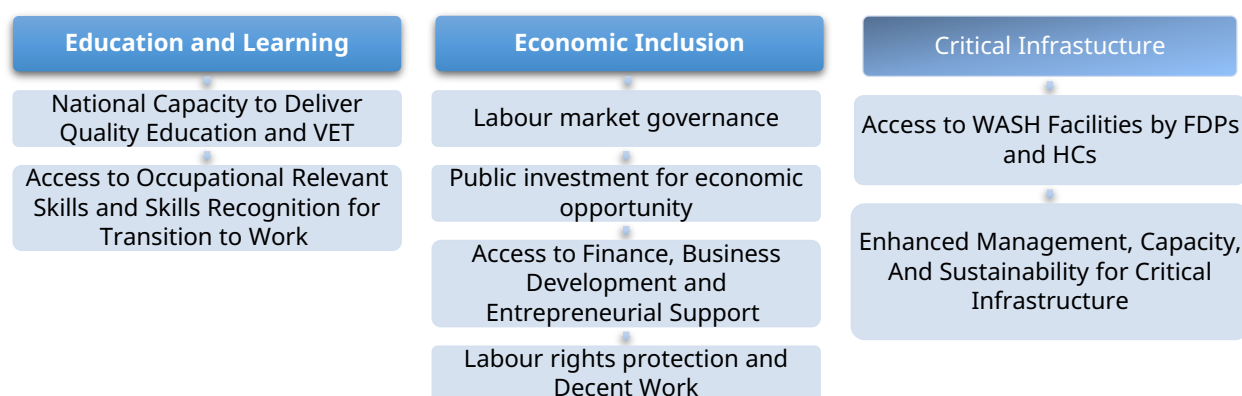 Education and Learning
National Capacity to Deliver
Quality Education and VET
Access to Occupational Relevant
Skills and Skills Recognition for
Transition to Work
Economic Inclusion
Labour market governance
Public investment for economic
opportunity
Access to Finance, Business
Development and
Entrepreneurial Support
Labour rights protection and
Decent Work
Critical Infrastucture
Access to WASH Facilities by FDPs
and HCs
Enhanced Management, Capacity,
And Sustainability for Critical
Infrastructure